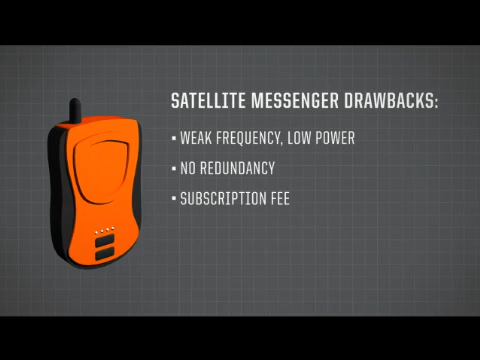 SATELLITE MESSENGER DRAWBACKS:
▪ WEAK FREQUENCY, LOW POWER
▪ NO REDUNDANCY
▪ SUBSCRIPTION FEE